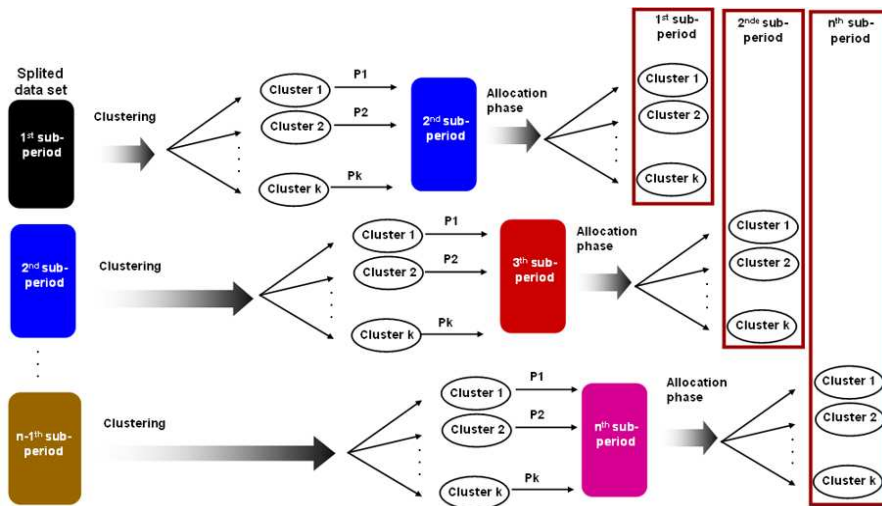 Splited
data set
1st sub-
period
Clustering
Cluster 1
Cluster 2
Cluster k
P1
P2
Pk
2nd sub-
period
Allocation
phase
1st sub-
period
Cluster 1
Cluster 2
Cluster k
2nde sub-
period
nth sub-
period
2nd sub-
period
Clustering
Cluster 1
Cluster 2
Cluster k
P1
P2
Pk
3th sub-
period
Allocation
phase
Cluster 1
Cluster 2
Cluster k
n-1th sub-
period
Clustering
Cluster 1
Cluster 2
Cluster k
P1
P2
Pk
nth sub-
period
Allocation
phase
Cluster 1
Cluster 2
Cluster k